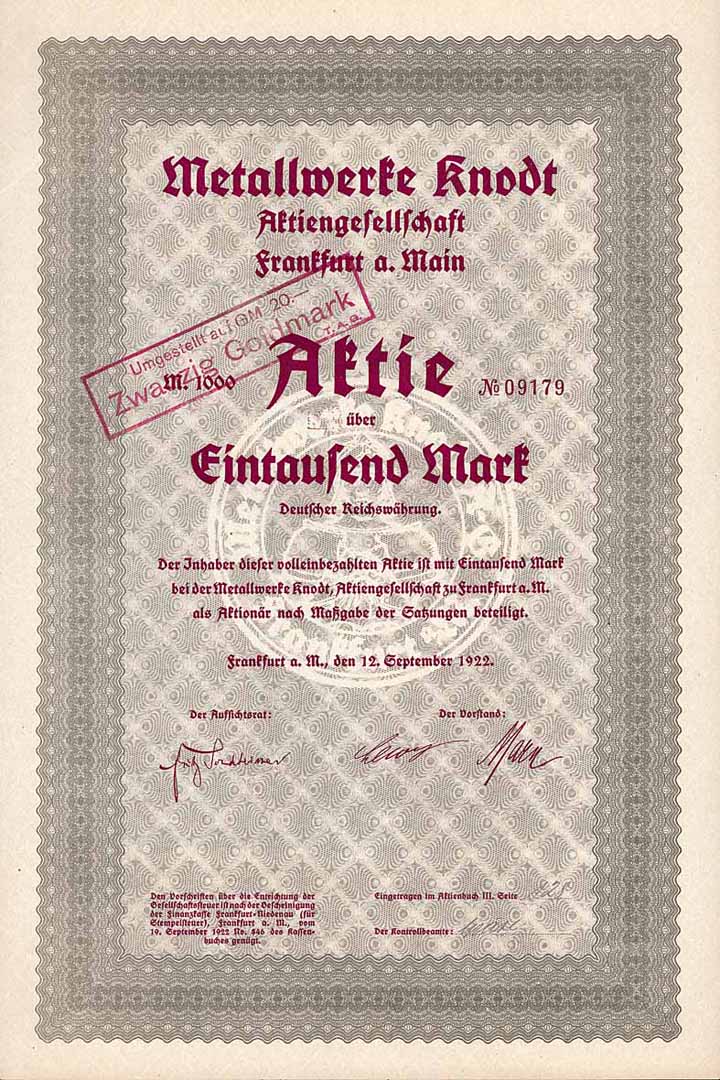 Metallwerke Knodt
Aktiengesellschaft
Frankfurt a. Main
Umgestellt auf GM 20.—
Zwanzig Goldmark
T.A.G.
M. 1000
Aktie
№ 09179
über
Eintausend Mark
Deutscher Reichswährung.
Der Inhaber dieser volleinbezahlten Aktie ist mit Eintausend Mark
bei der Metallwerke Knodt, Aktiengesellschaft zu Frankfurt a. M.
als Aktionär nach Maßgabe der Satzungen beteiligt.
Frankfurt a. M., den 12. September 1922.
Der Aufsichtsrat:
Der Vorstand:
Den Vorschriften über die Entrichtung der
Gesellschaftssteuer ist nach der Bescheinigung
der Finanzkasse Frankfurt-Niedenau (für
Stempelsteuer), Frankfurt a. M., vom
19. September 1922 No. 546 des Kassen-
buches genügt.
Eingetragen im Aktienbuch III. Seite
Der Kontrollbeamte: